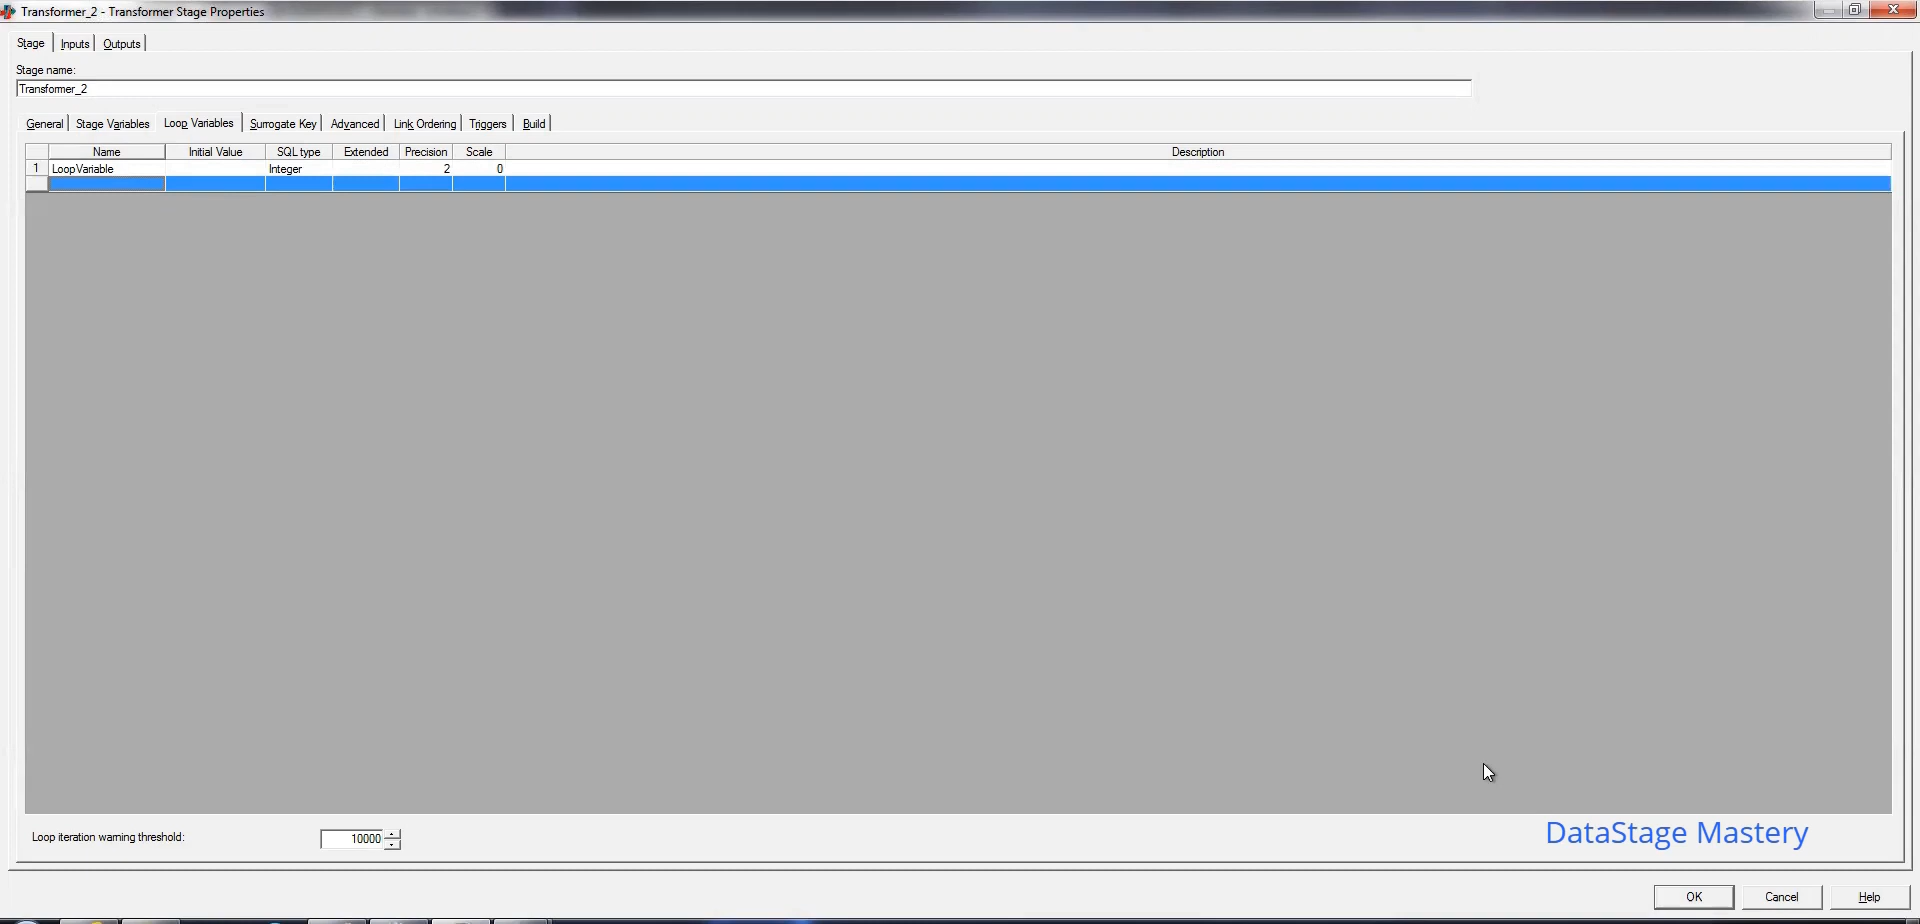 Transformer_2 - Transformer Stage Properties
Stage Inputs Outputs
Stage name:
Transformer_2
General Stage Variables Loop Variables Surrogate Key Advanced Link Ordering Triggers Build
Name Initial Value SQL type Extended Precision Scale Description
1 LoopVariable Integer 2 0
Loop iteration warning threshold: 10000
DataStage Mastery
OK Cancel Help